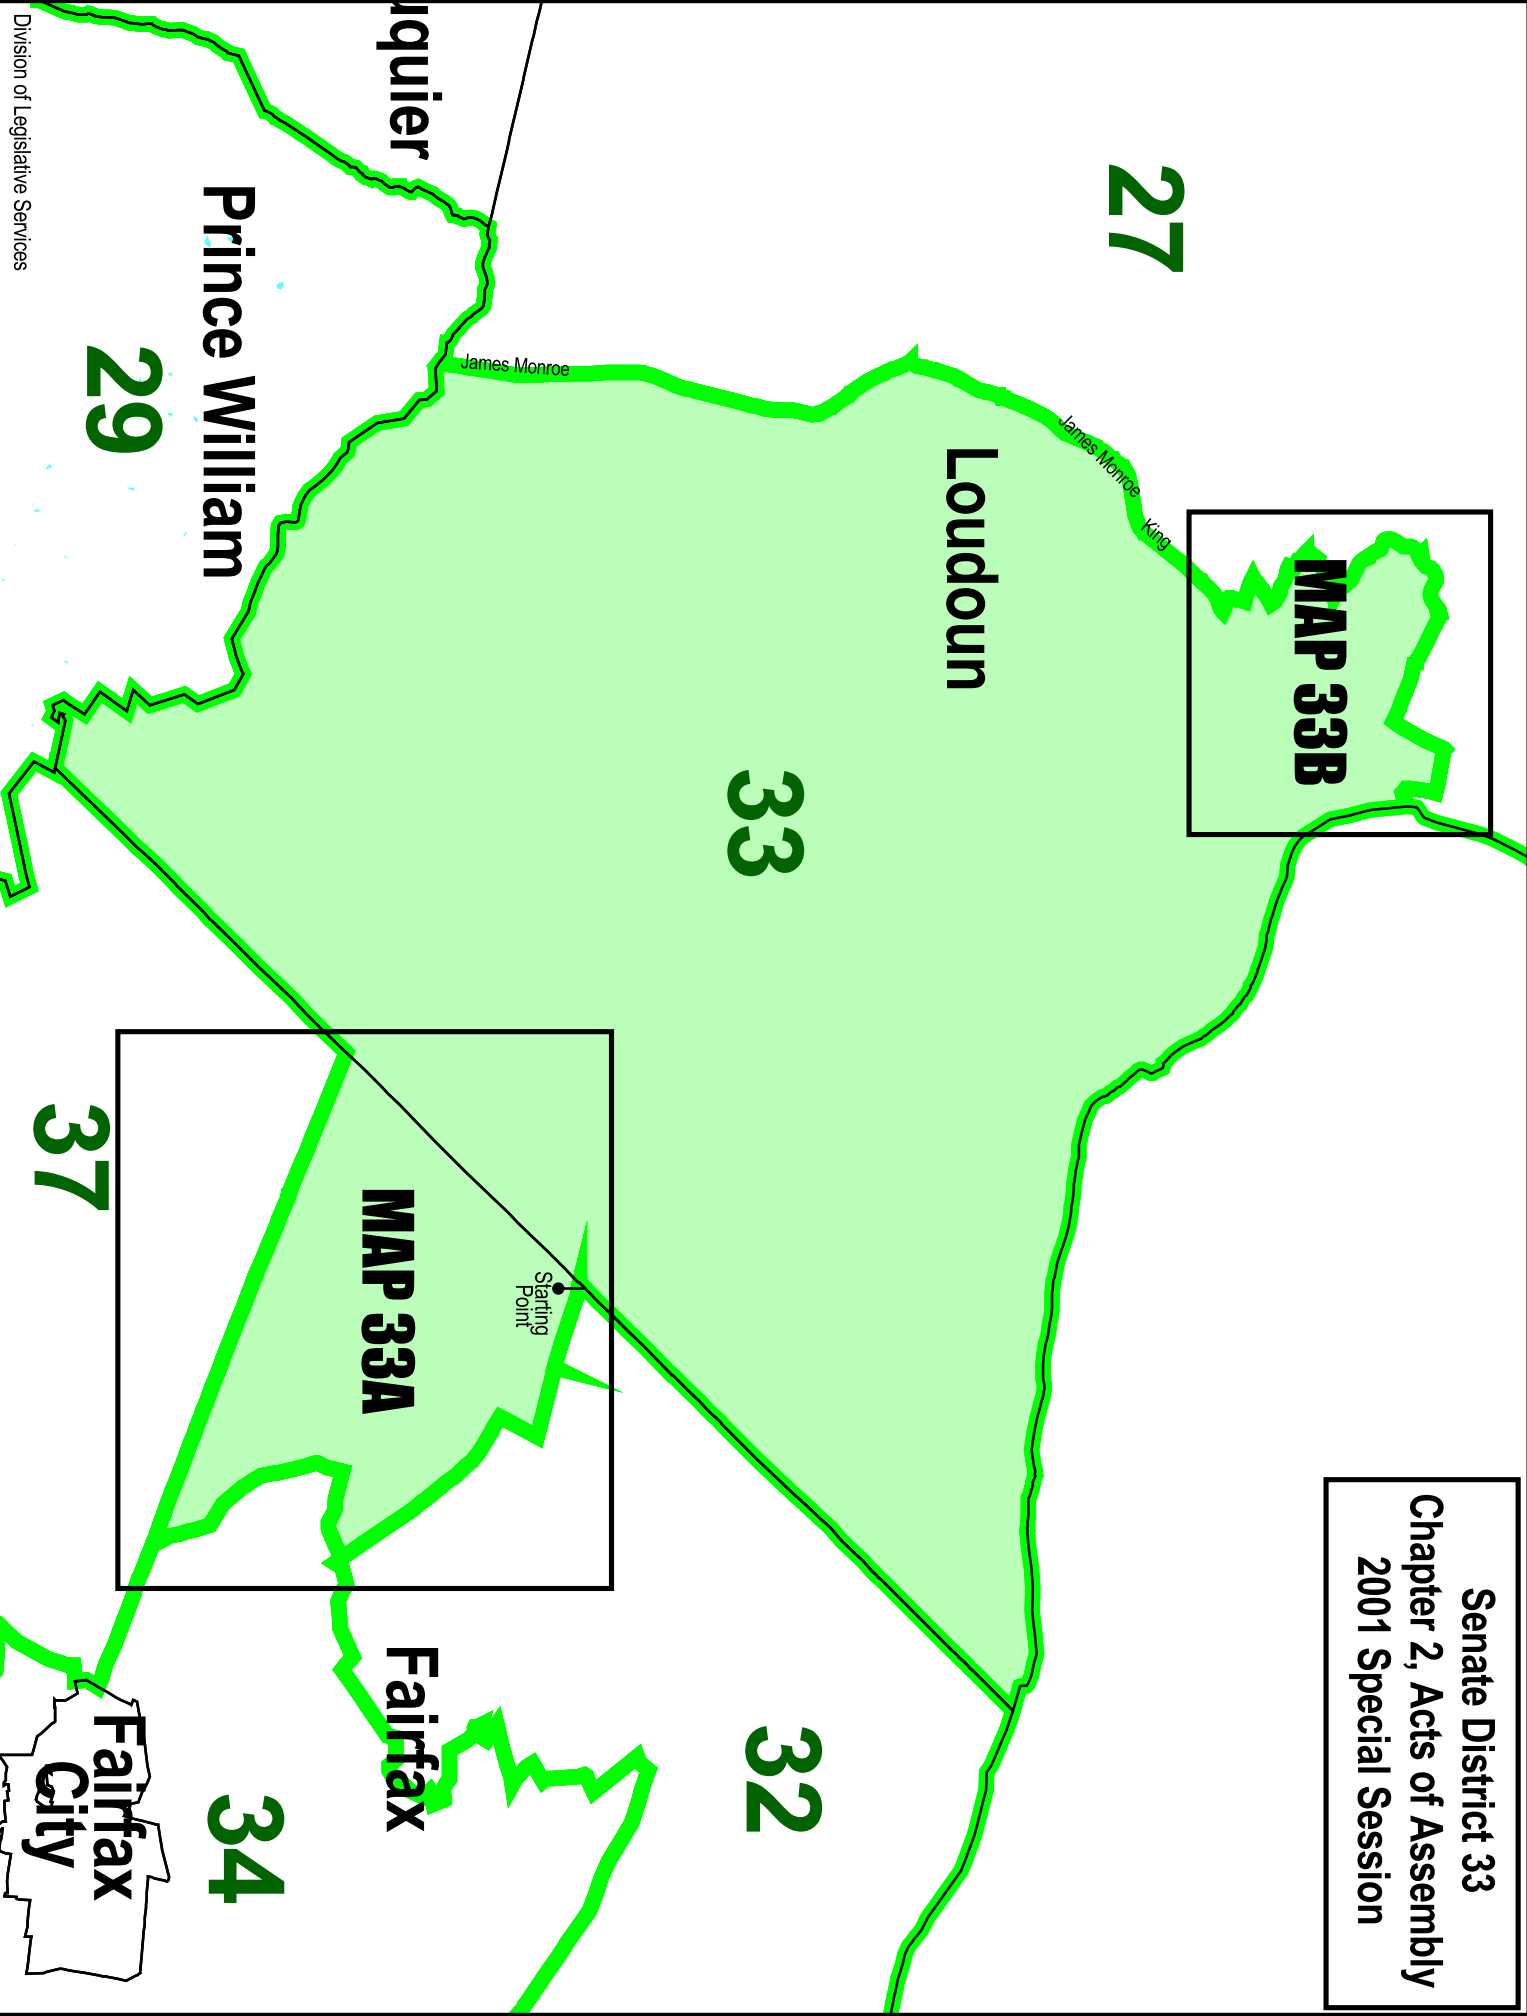 Senate District 33
Chapter 2, Acts of Assembly
2001 Special Session
27
MAP 33B
King
James Monroe
James Monroe
Loudoun
33
32
uquier
Prince William
29
Starting
Point
MAP 33A
37
Fairfax
34
Fairfax
City
Division of Legislative Services